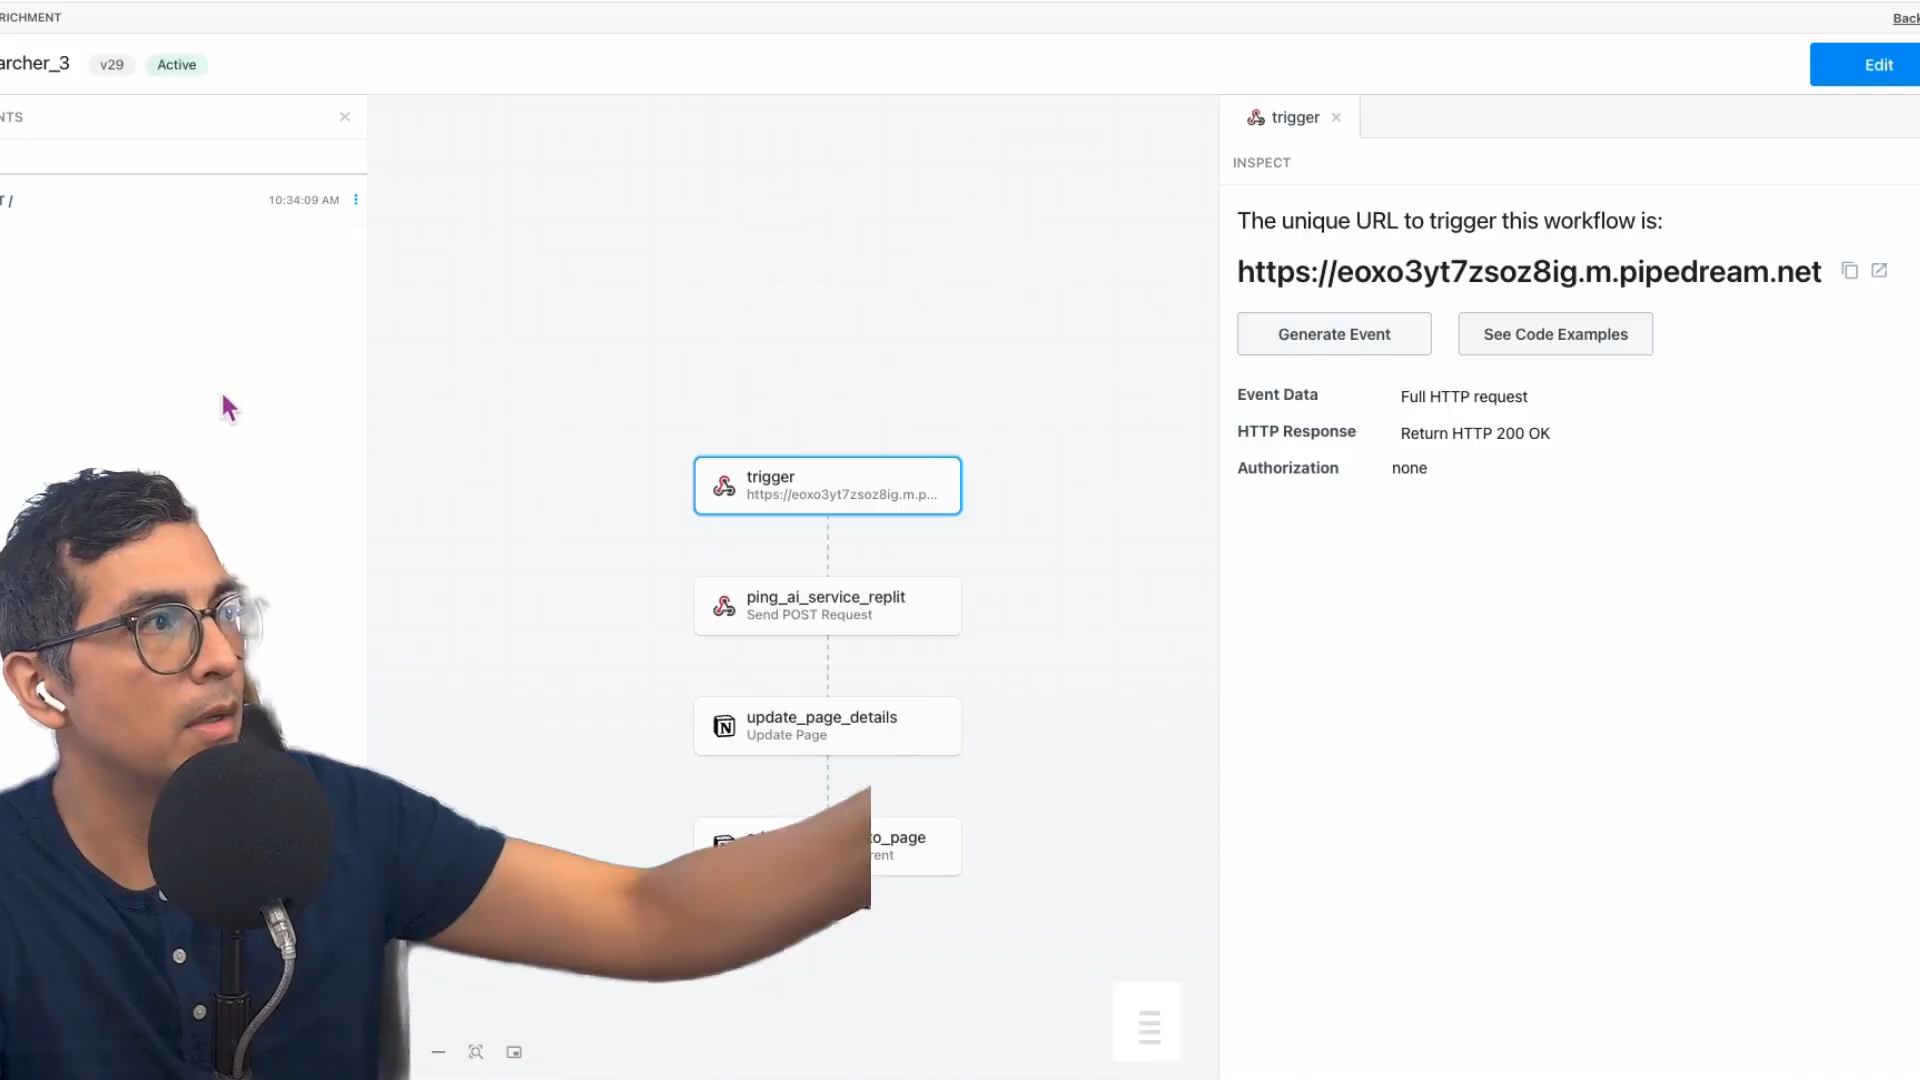 RICHMENT
Back
archer_3 v29 Active
Edit
NTS
trigger
INSPECT
T / 10:34:09 AM
The unique URL to trigger this workflow is:
https://eoxo3yt7zsoz8ig.m.pipedream.net
Generate Event
See Code Examples
Event Data Full HTTP request
HTTP Response Return HTTP 200 OK
Authorization none
trigger
https://eoxo3yt7zsoz8ig.m.p...
ping_ai_service_replit
Send POST Request
update_page_details
Update Page
to_page
rent